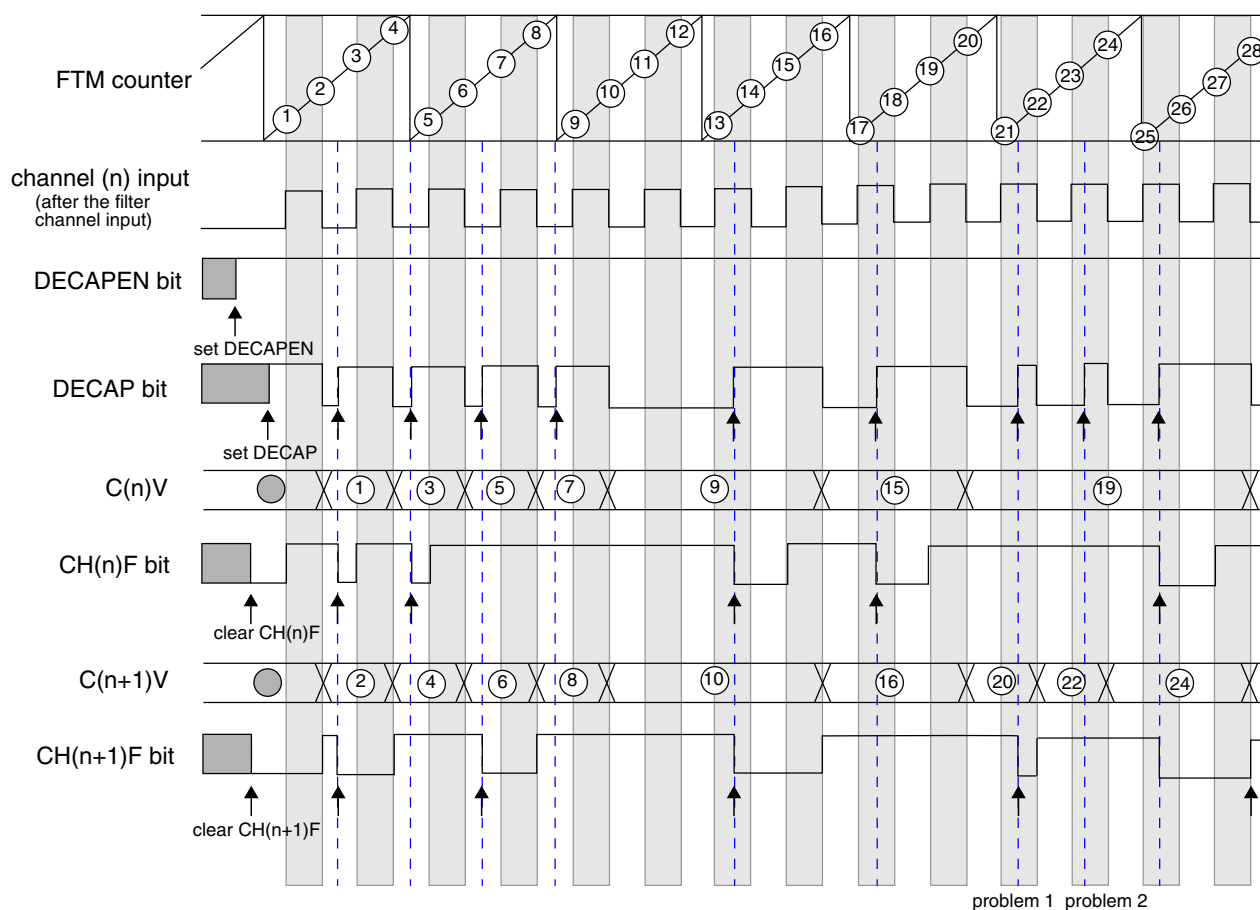 4 8 12 16 20 24 28
3 7 11 15 19 23 27
FTM counter 2 6 10 14 18 22 26
1 5 9 13 17 21 25
channel (n) input
(after the filter
channel input)
DECAPEN bit
set DECAPEN
DECAP bit
set DECAP
C(n)V 1 3 5 7 9 15 19
CH(n)F bit
clear CH(n)F
C(n+1)V 2 4 6 8 10 16 20 22 24
CH(n+1)F bit
clear CH(n+1)F
problem 1 problem 2